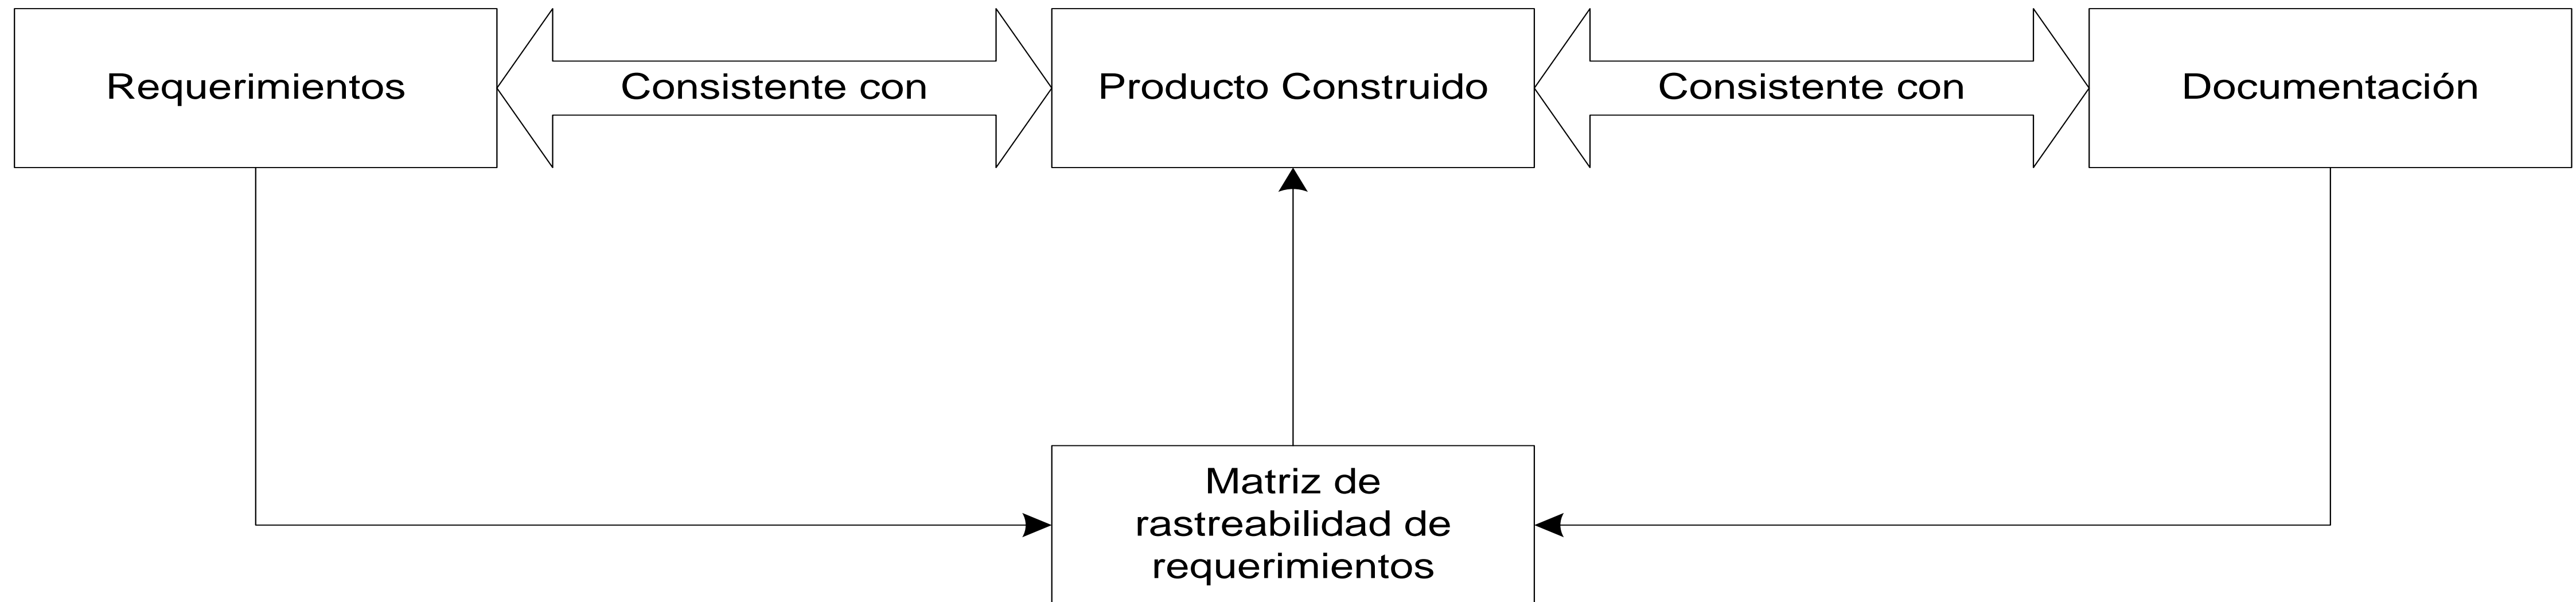 Requerimientos
Consistente con
Producto Construido
Consistente con
Documentación
Matriz de
rastreabilidad de
requerimientos